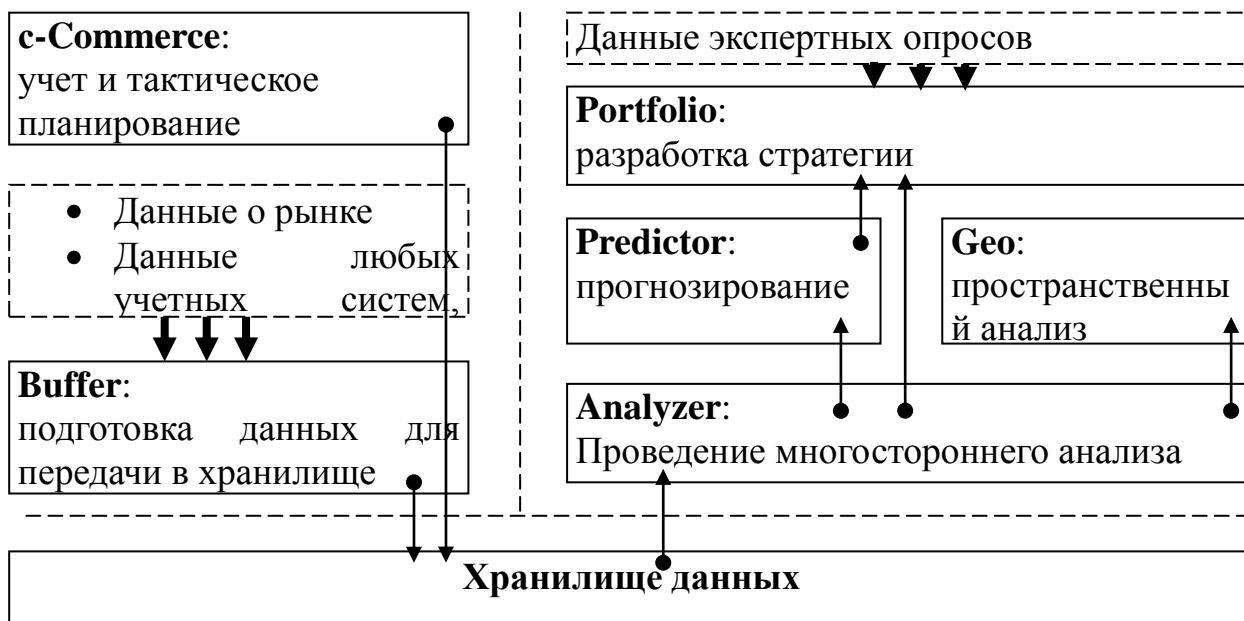 c-Commerce:
учет и тактическое
планирование
• Данные о рынке
• Данные любых
учетных систем,
Buffer:
подготовка данных для
передачи в хранилище
Данные экспертных опросов
Portfolio:
разработка стратегии
Predictor:
прогнозирование
Geo:
пространственны
й анализ
Analyzer:
Проведение многостороннего анализа
Хранилище данных